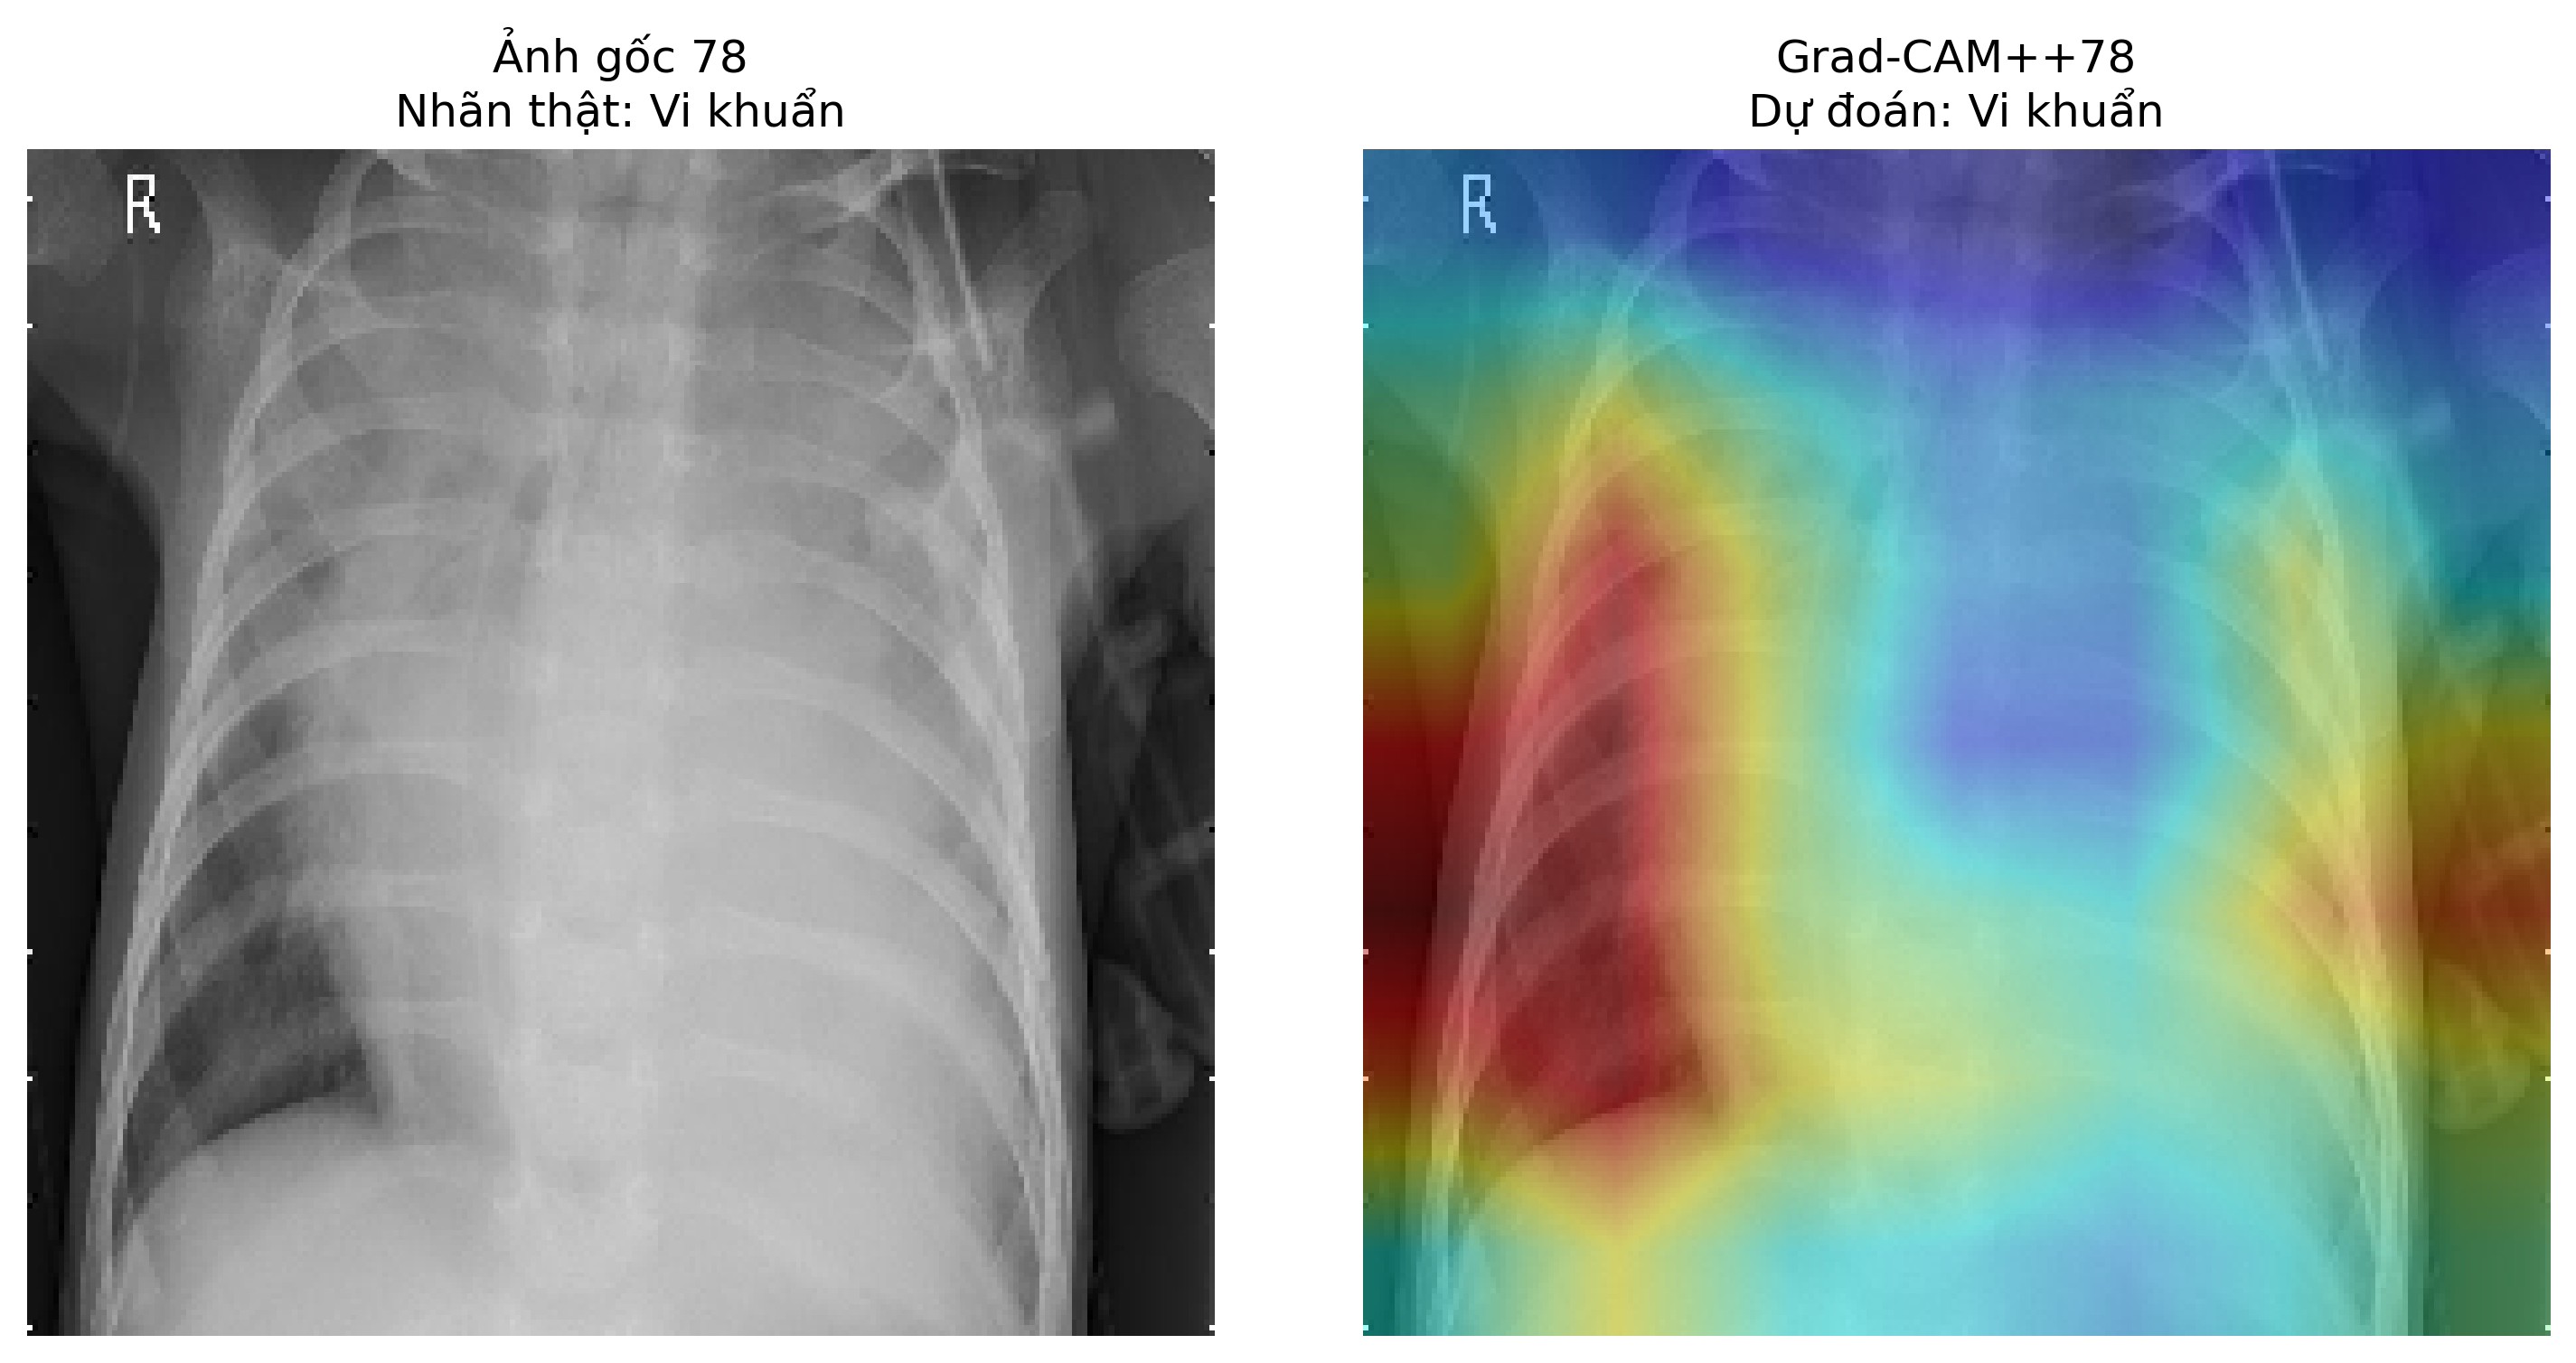 Ảnh gốc 78
Nhãn thật: Vi khuẩn
R
Grad-CAM++78
Dự đoán: Vi khuẩn
R